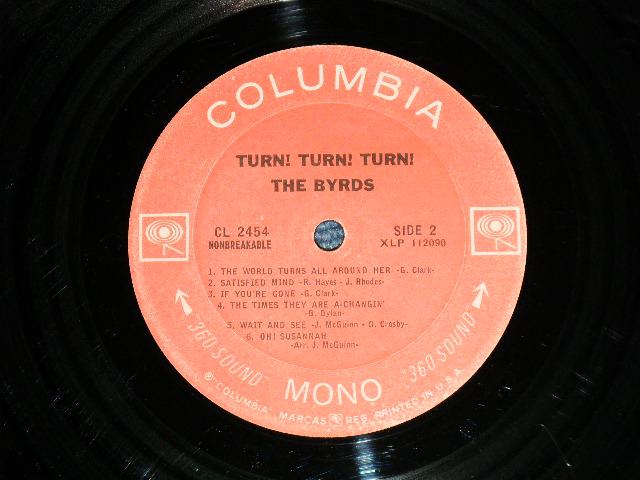 COLUMBIA
TURN! TURN! TURN!
THE BYRDS
CL 2454
NONBREAKABLE
SIDE 2
XLP 112090
1. THE WORLD TURNS ALL AROUND HER -G. Clark-
2. SATISFIED MIND -R. Hayes - J. Rhodes-
3. IF YOU'RE GONE -G. Clark-
4. THE TIMES THEY ARE A-CHANGIN'
-B. Dylan-
5. WAIT AND SEE -J. McGuinn - D. Crosby-
6. OH! SUSANNAH
-Arr. J. McGuinn-
"360 SOUND"
MONO
"360 SOUND"
® "COLUMBIA" MARCAS REG. PRINTED IN U.S.A.